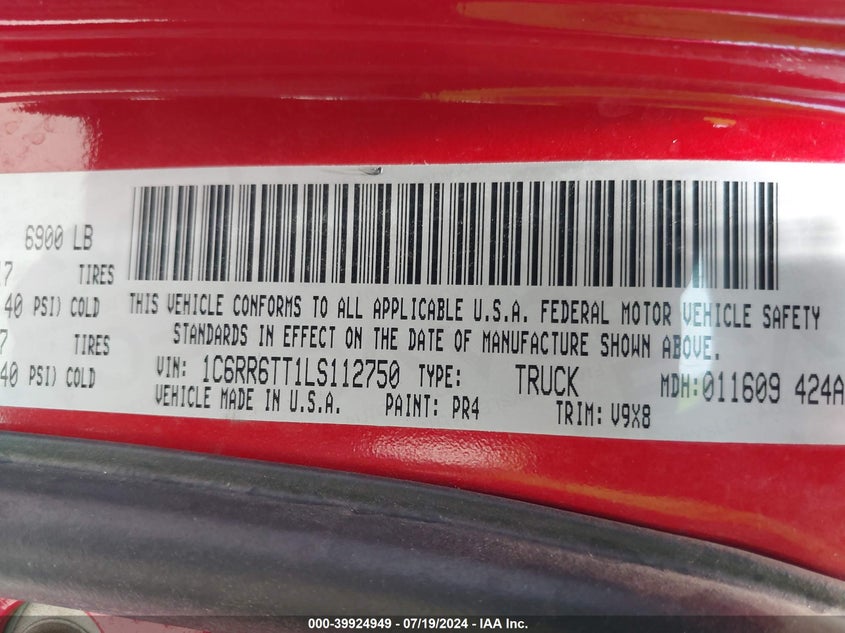 6900 LB
17 TIRES
40 PSI) COLD
7 TIRES
40 PSI) COLD
THIS VEHICLE CONFORMS TO ALL APPLICABLE U.S.A. FEDERAL MOTOR VEHICLE SAFETY
STANDARDS IN EFFECT ON THE DATE OF MANUFACTURE SHOWN ABOVE.
VIN: 1C6RR6TT1LS112750 TYPE: TRUCK MDH:011609 424A
VEHICLE MADE IN U.S.A. PAINT: PR4 TRIM: V9X8
000-39924949 / 07/19/2024 - IAA Inc.